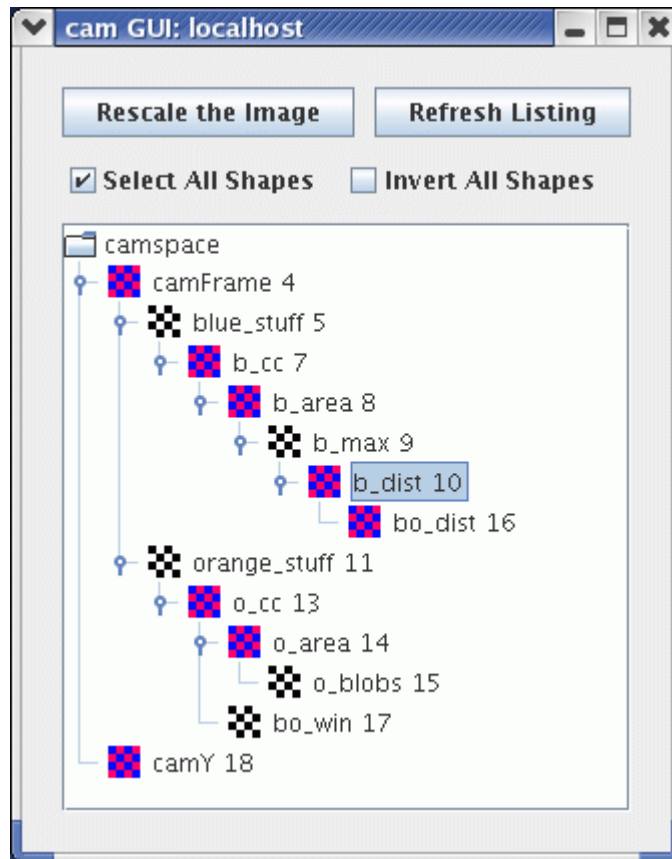 cam GUI: localhost
Rescale the Image
Refresh Listing
Select All Shapes
Invert All Shapes
camspace
camFrame 4
blue_stuff 5
b_cc 7
b_area 8
b_max 9
b_dist 10
bo_dist 16
orange_stuff 11
o_cc 13
o_area 14
o_blobs 15
bo_win 17
camY 18